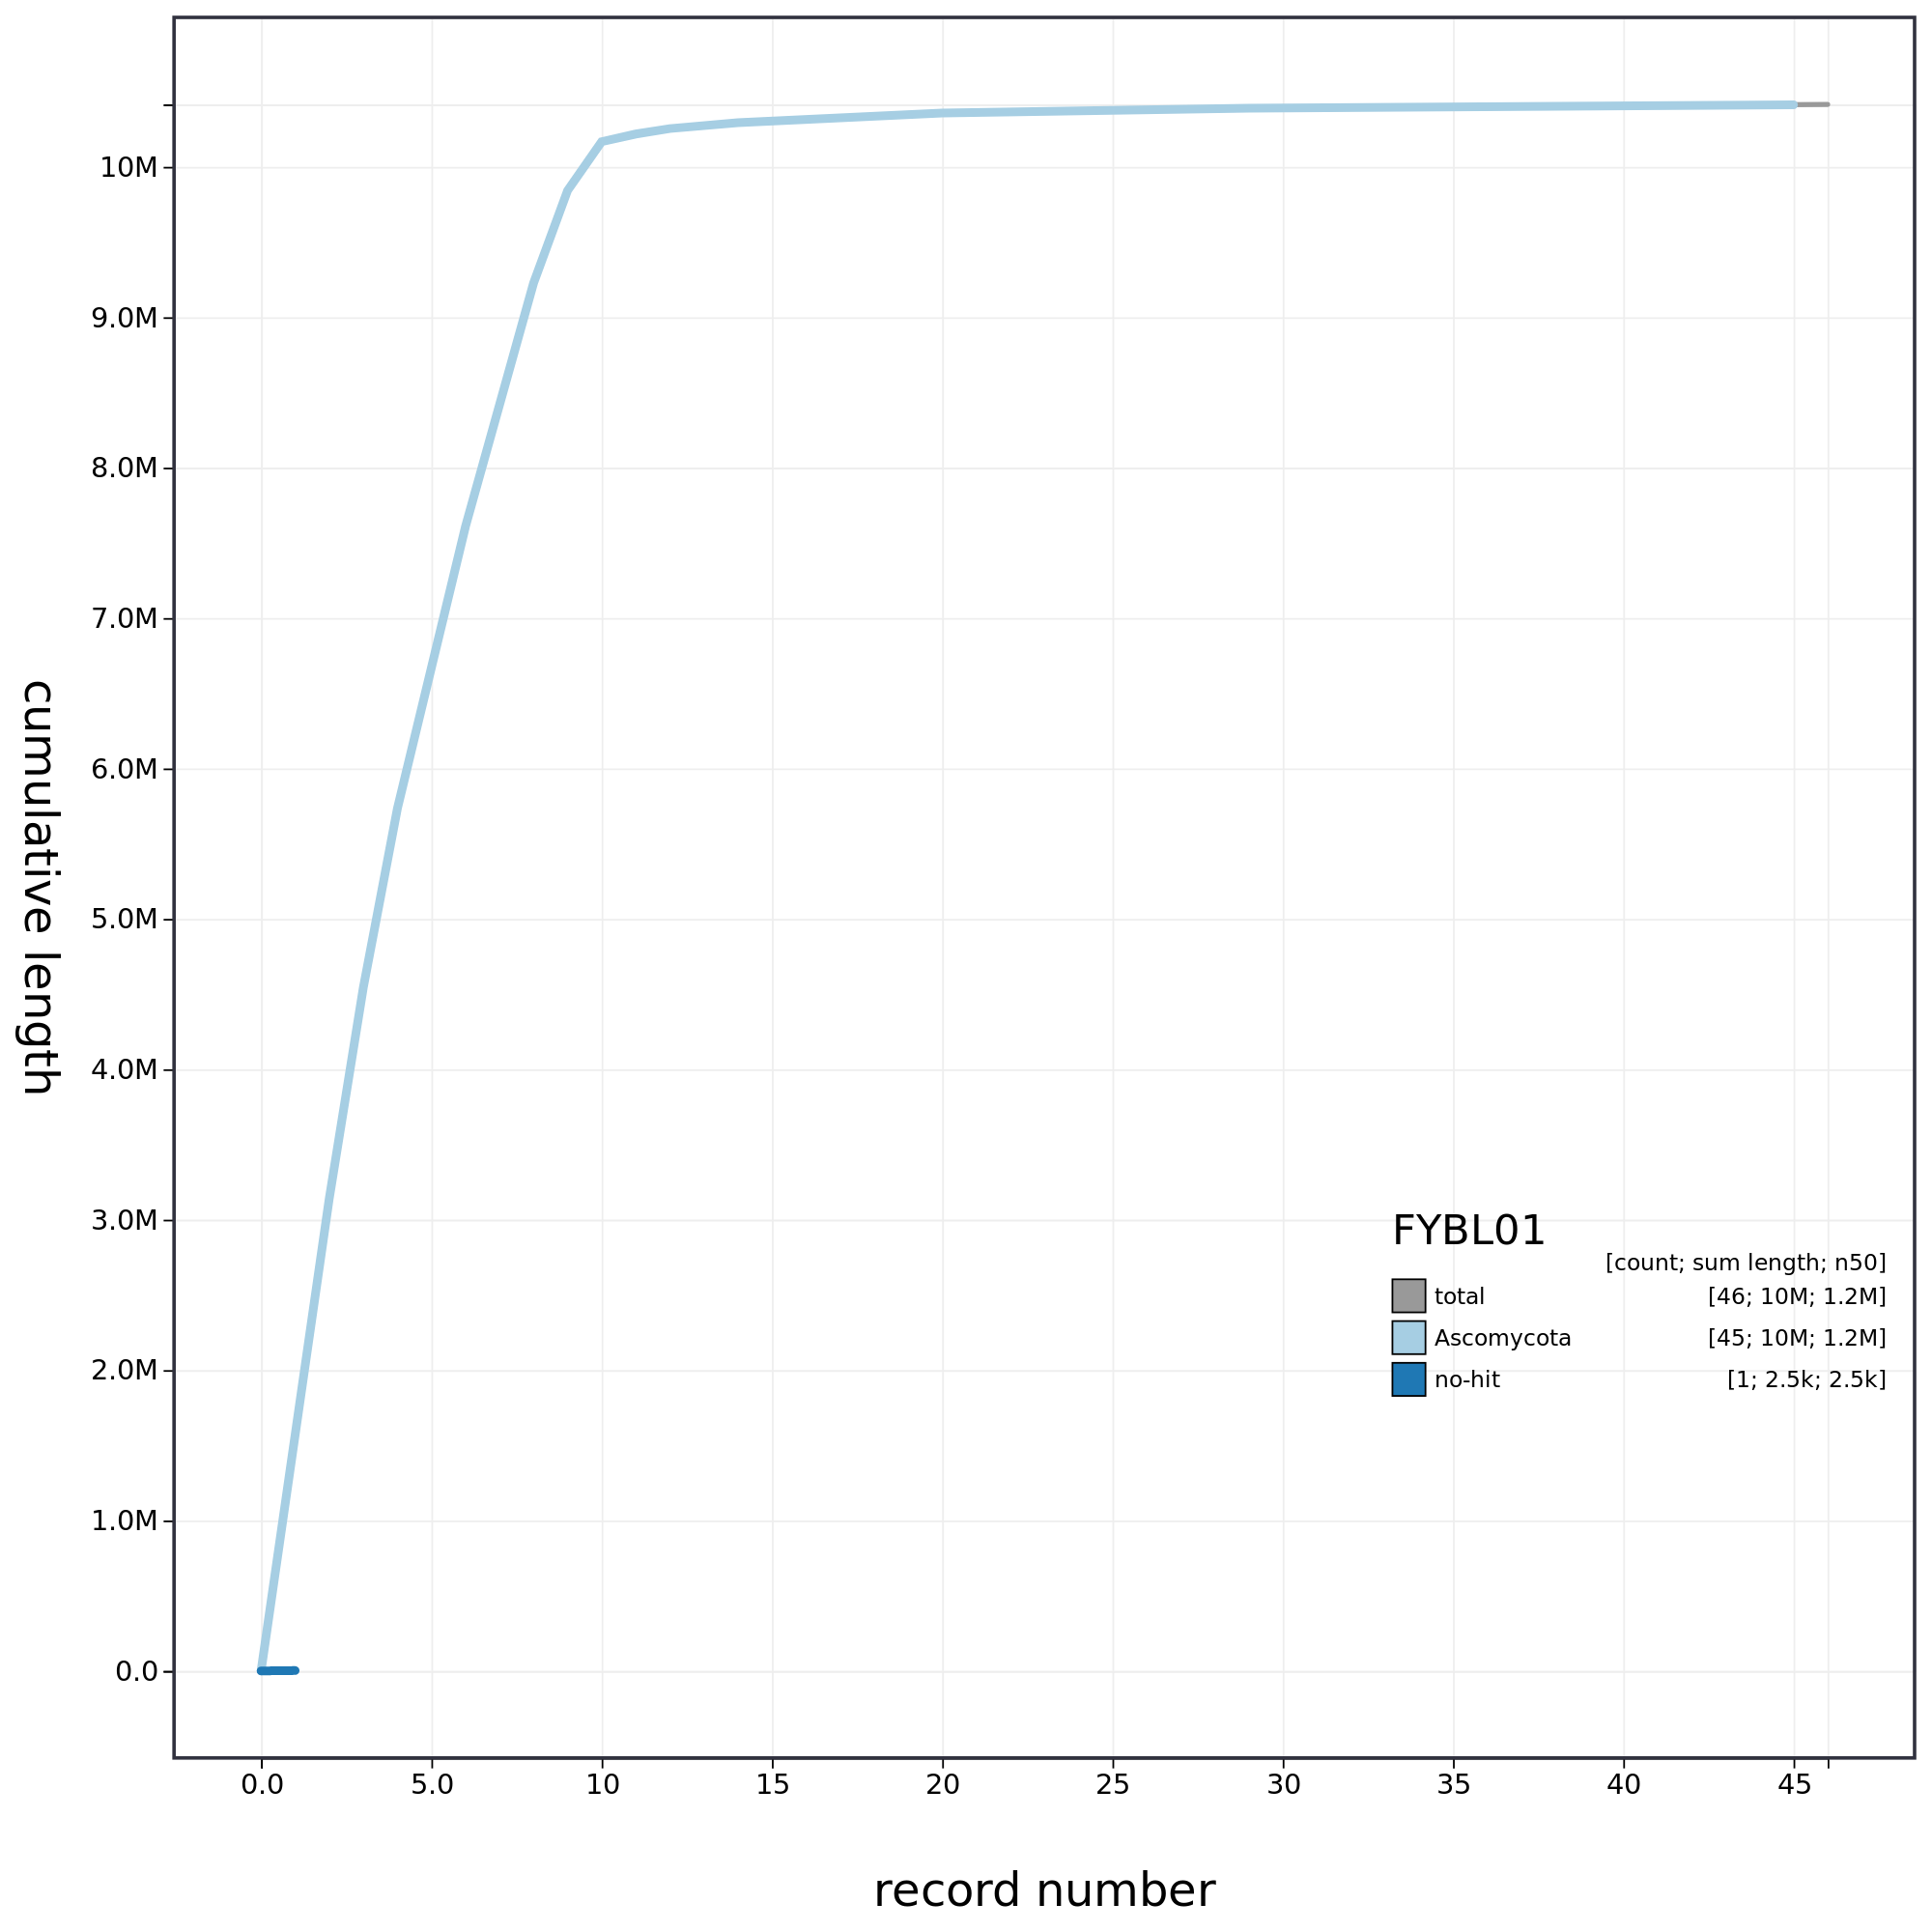 cumulative length
10M
9.0M
8.0M
7.0M
6.0M
5.0M
4.0M
3.0M
2.0M
1.0M
0.0
FYBL01
[count; sum length; n50]
total [46; 10M; 1.2M]
Ascomycota [45; 10M; 1.2M]
no-hit [1; 2.5k; 2.5k]
0.0 5.0 10 15 20 25 30 35 40 45
record number